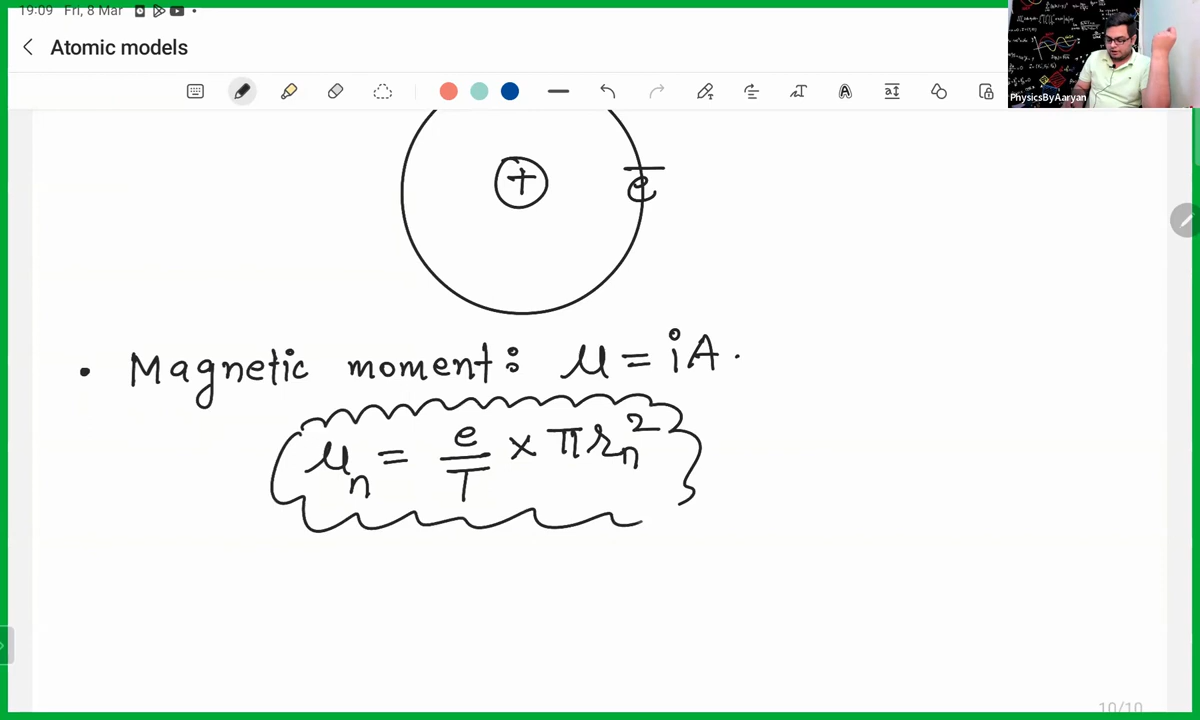 19:09 Fri, 8 Mar
Atomic models
PhysicsByAaryan
+
e
• Magnetic moment: μ = iA.
μn = e/T × πrn²
10/10